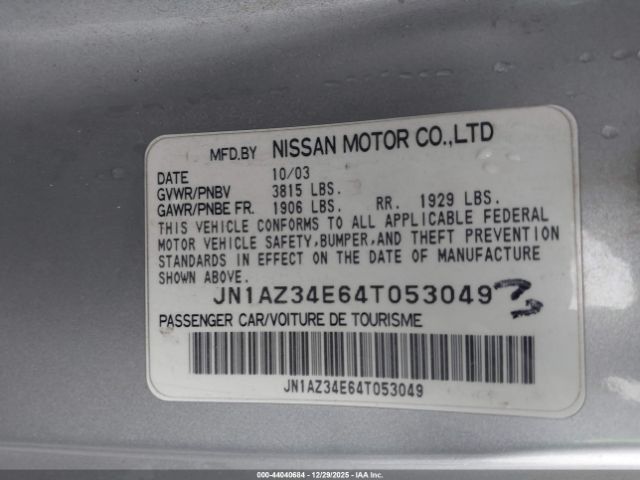 MFD.BY NISSAN MOTOR CO.,LTD
DATE 10/03
GVWR/PNBV 3815 LBS.
GAWR/PNBE FR. 1906 LBS. RR. 1929 LBS.
THIS VEHICLE CONFORMS TO ALL APPLICABLE FEDERAL
MOTOR VEHICLE SAFETY,BUMPER,AND THEFT PREVENTION
STANDARDS IN EFFECT ON THE DATE OF MANUFACTURE
SHOWN ABOVE.
JN1AZ34E64T053049
PASSENGER CAR/VOITURE DE TOURISME
JN1AZ34E64T053049
000-44040684 - 12/29/2025 - IAAI Inc.